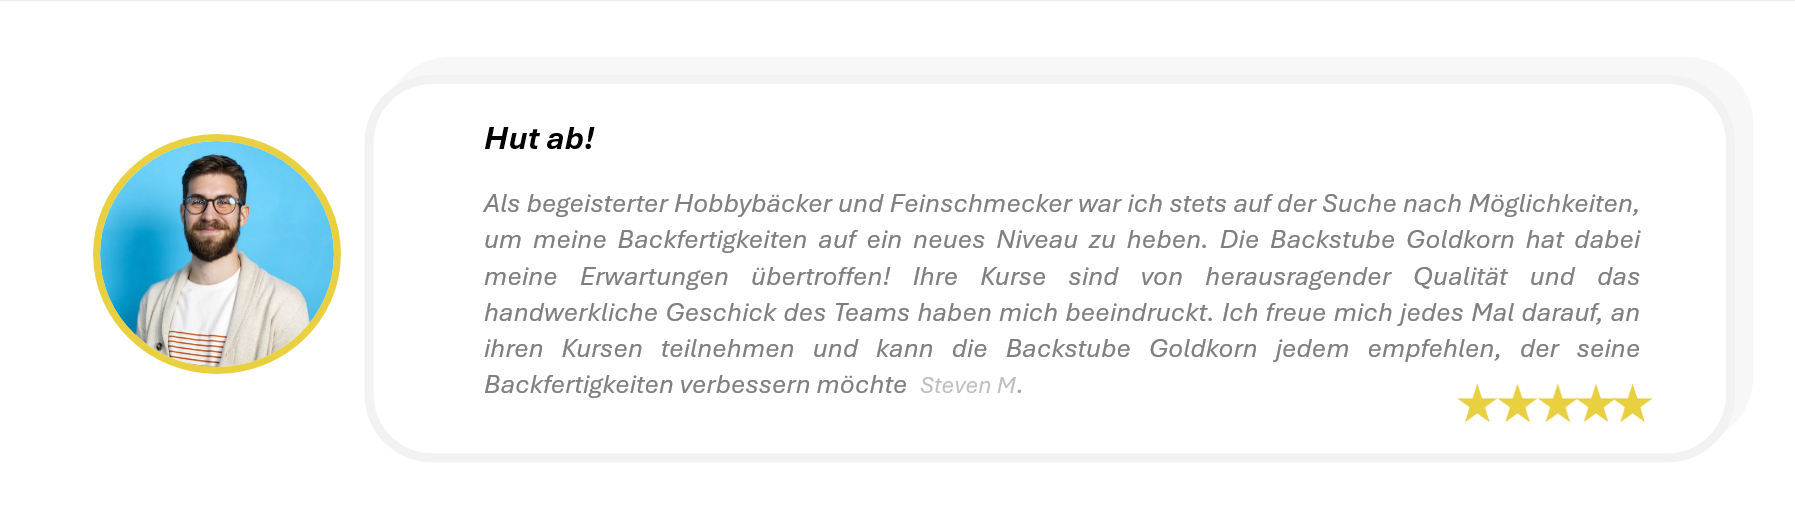 Hut ab!
Als begeisterter Hobbybäcker und Feinschmecker war ich stets auf der Suche nach Möglichkeiten,
um meine Backfertigkeiten auf ein neues Niveau zu heben. Die Backstube Goldkorn hat dabei
meine Erwartungen übertroffen! Ihre Kurse sind von herausragender Qualität und das
handwerkliche Geschick des Teams haben mich beeindruckt. Ich freue mich jedes Mal darauf, an
ihren Kursen teilnehmen und kann die Backstube Goldkorn jedem empfehlen, der seine
Backfertigkeiten verbessern möchte Steven M.